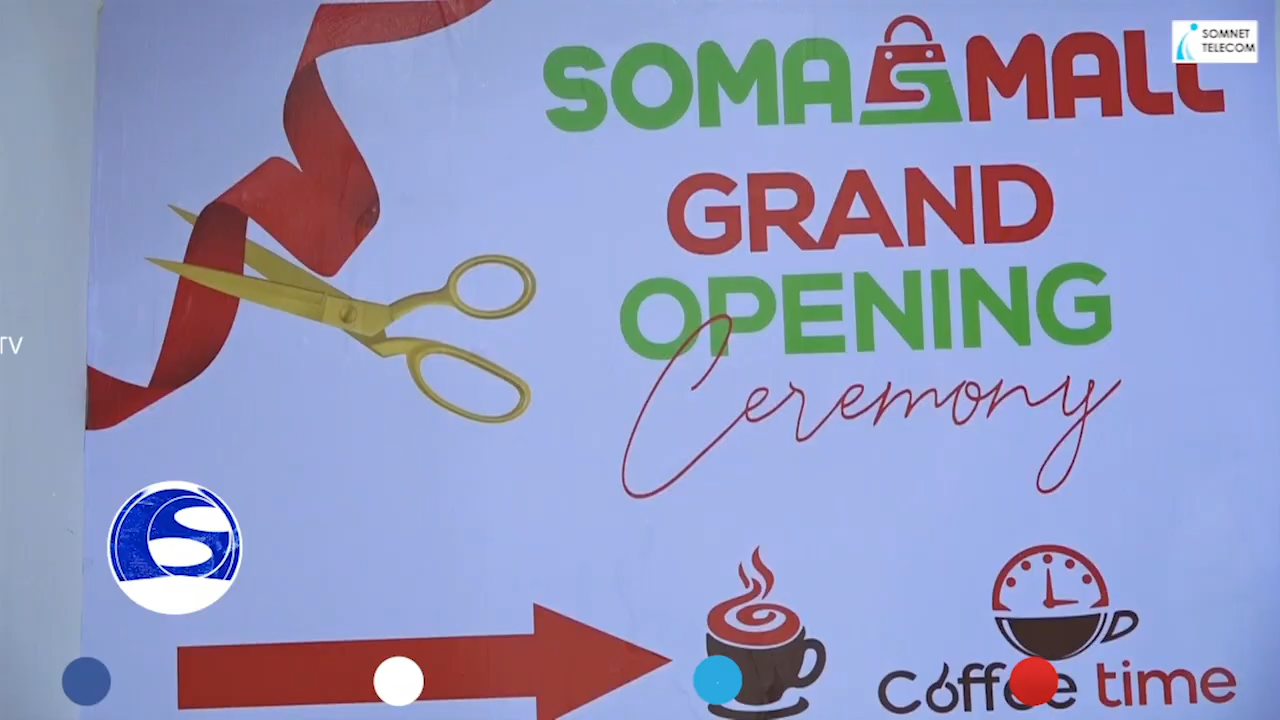 SOMNET
TELECOM
SOMA MALL
GRAND
OPENING
Ceremony
TV
Coffee time